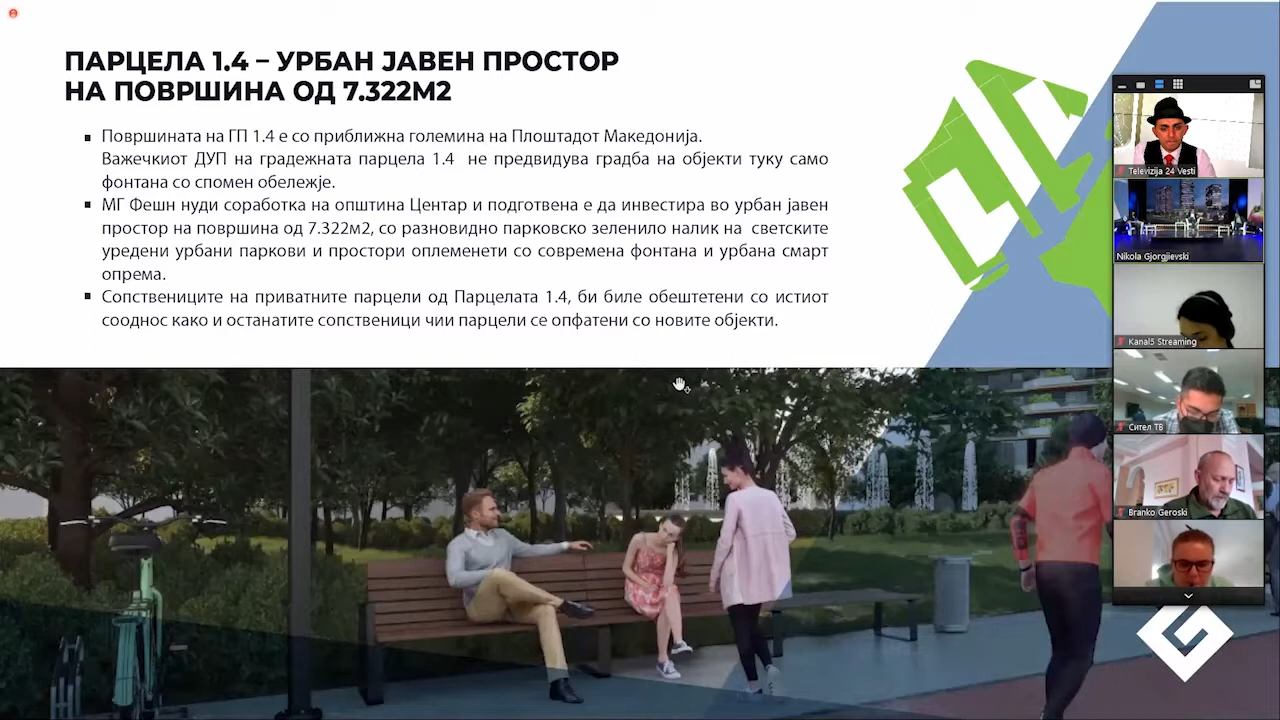 ПАРЦЕЛА 1.4 – УРБАН ЈАВЕН ПРОСТОР
НА ПОВРШИНА ОД 7.322М2
Површината на ГП 1.4 е со приближна големина на Плоштадот Македонија.
Важечкиот ДУП на градежната парцела 1.4 не предвидува градба на објекти туку само
фонтана со спомен обележје.
МГ Фешн нуди соработка на општина Центар и подготвена е да инвестира во урбан јавен
простор на површина од 7.322м2, со разновидно парковско зеленило налик на светските
уредени урбани паркови и простори оплеменети со современа фонтана и урбана смарт
опрема.
Сопствениците на приватните парцели од Парцелата 1.4, би биле обештетени со истиот
сооднос како и останатите сопственици чии парцели се опфатени со новите објекти.
Televizija 24 Vesti
Nikola Gjorgjievski
Kanal5 Streaming
Сител ТВ
Branko Geroski